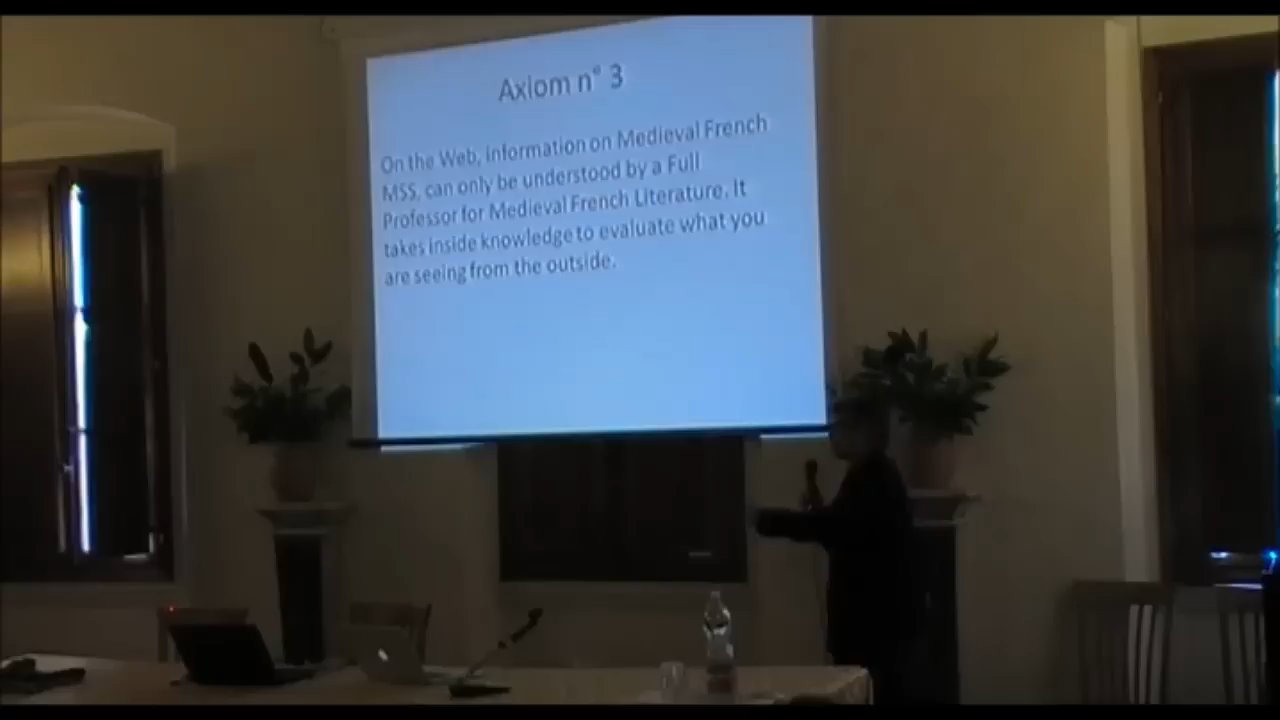 Axiom n° 3
On the Web, information on Medieval French
MSS, can only be understood by a Full
Professor for Medieval French Literature. It
takes inside knowledge to evaluate what you
are seeing from the outside.